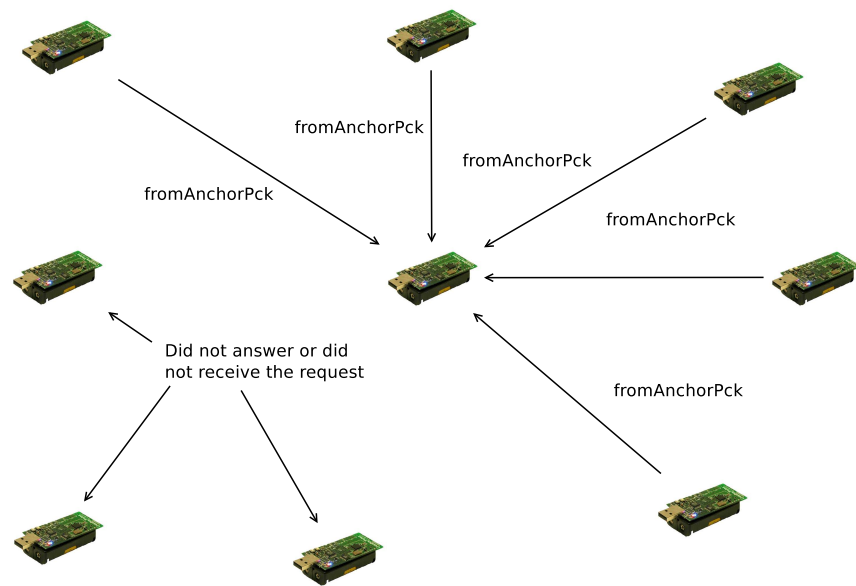 fromAnchorPck
fromAnchorPck
fromAnchorPck
fromAnchorPck
Did not answer or did
not receive the request
fromAnchorPck